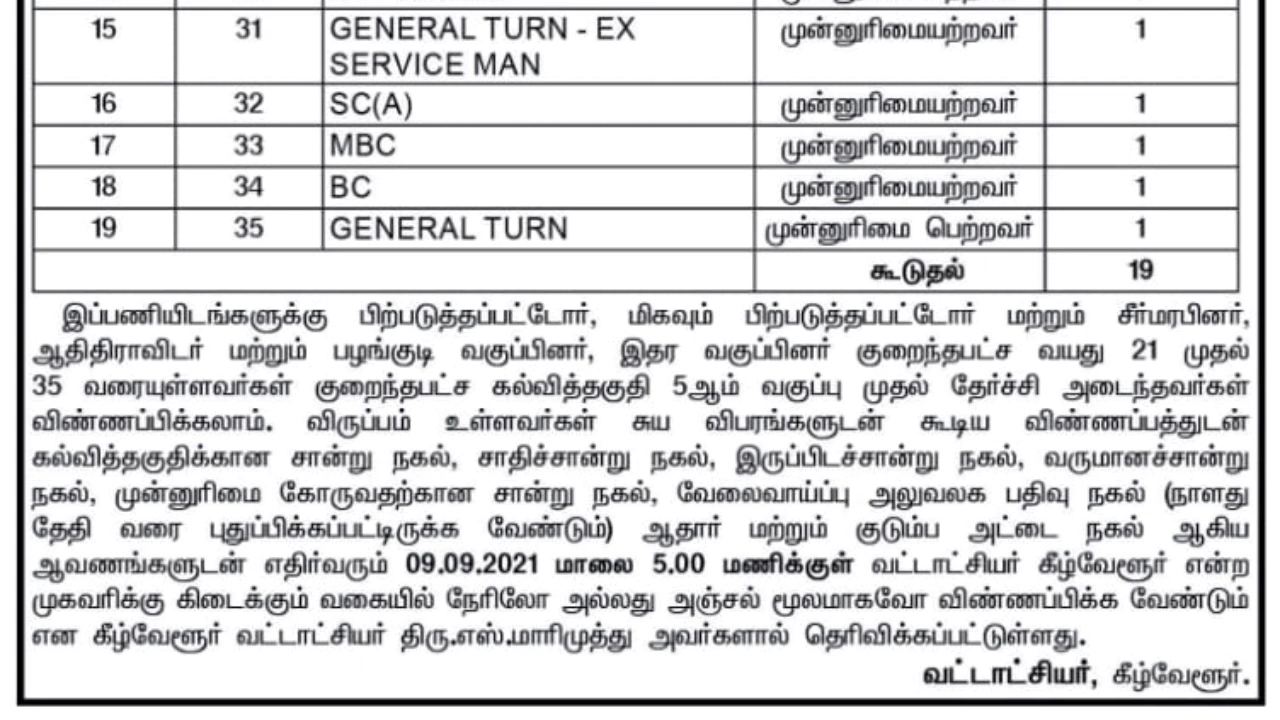 15 31 GENERAL TURN - EX SERVICE MAN முன்னுரிமையற்றவர் 1
16 32 SC(A) முன்னுரிமையற்றவர் 1
17 33 MBC முன்னுரிமையற்றவர் 1
18 34 BC முன்னுரிமையற்றவர் 1
19 35 GENERAL TURN முன்னுரிமை பெற்றவர் 1
கூடுதல் 19
இப்பணியிடங்களுக்கு பிற்படுத்தப்பட்டோர், மிகவும் பிற்படுத்தப்பட்டோர் மற்றும் சீர்மரபினர்,
ஆதிதிராவிடர் மற்றும் பழங்குடி வகுப்பினர், இதர வகுப்பினர் குறைந்தபட்ச வயது 21 முதல்
35 வரையுள்ளவர்கள் குறைந்தபட்ச கல்வித்தகுதி 5ஆம் வகுப்பு முதல் தேர்ச்சி அடைந்தவர்கள்
விண்ணப்பிக்கலாம். விருப்பம் உள்ளவர்கள் சுய விபரங்களுடன் கூடிய விண்ணப்பத்துடன்
கல்வித்தகுதிக்கான சான்று நகல், சாதிச்சான்று நகல், இருப்பிடச்சான்று நகல், வருமானச்சான்று
நகல், முன்னுரிமை கோருவதற்கான சான்று நகல், வேலைவாய்ப்பு அலுவலக பதிவு நகல் (நாளது
தேதி வரை புதுப்பிக்கப்பட்டிருக்க வேண்டும்) ஆதார் மற்றும் குடும்ப அட்டை நகல் ஆகிய
ஆவணங்களுடன் எதிர்வரும் 09.09.2021 மாலை 5.00 மணிக்குள் வட்டாட்சியர் கீழ்வேளூர் என்ற
முகவரிக்கு கிடைக்கும் வகையில் நேரிலோ அல்லது அஞ்சல் மூலமாகவோ விண்ணப்பிக்க வேண்டும்
என கீழ்வேளூர் வட்டாட்சியர் திரு.எஸ்.மாரிமுத்து அவர்களால் தெரிவிக்கப்பட்டுள்ளது.
வட்டாட்சியர், கீழ்வேளூர்.